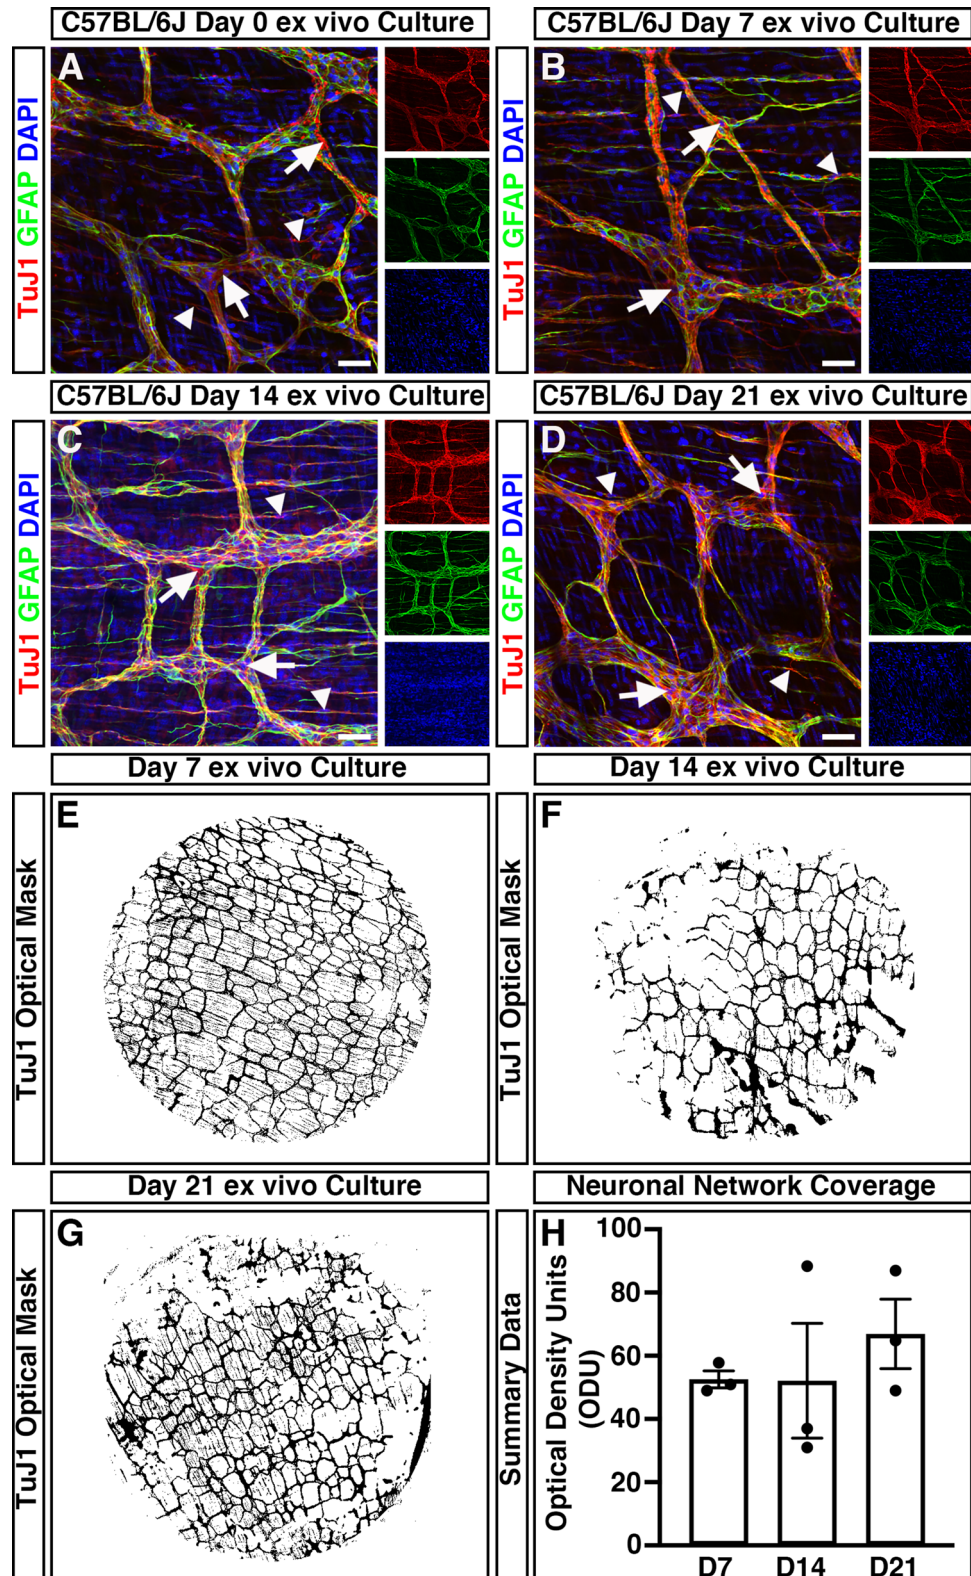 C57BL/6J Day 0 ex vivo Culture
C57BL/6J Day 7 ex vivo Culture
TuJ1 GFAP DAPI
A
TuJ1 GFAP DAPI
B
C57BL/6J Day 14 ex vivo Culture
C57BL/6J Day 21 ex vivo Culture
TuJ1 GFAP DAPI
C
TuJ1 GFAP DAPI
D
Day 7 ex vivo Culture
Day 14 ex vivo Culture
TuJ1 Optical Mask
E
TuJ1 Optical Mask
F
Day 21 ex vivo Culture
Neuronal Network Coverage
TuJ1 Optical Mask
G
Summary Data
H
Optical Density Units
(ODU)
100
80
60
40
20
0
D7 D14 D21